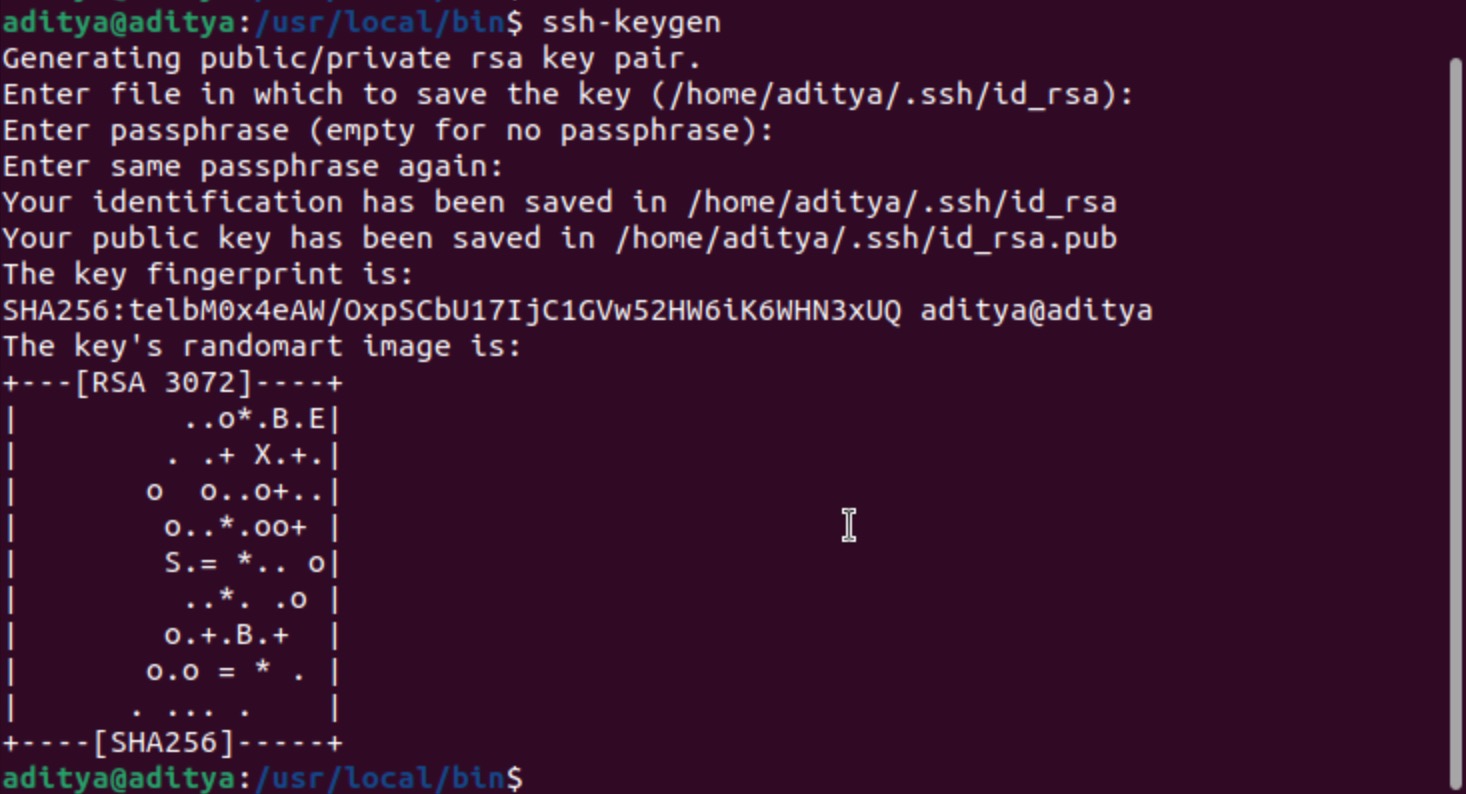 aditya@aditya:/usr/local/bin$ ssh-keygen
Generating public/private rsa key pair.
Enter file in which to save the key (/home/aditya/.ssh/id_rsa):
Enter passphrase (empty for no passphrase):
Enter same passphrase again:
Your identification has been saved in /home/aditya/.ssh/id_rsa
Your public key has been saved in /home/aditya/.ssh/id_rsa.pub
The key fingerprint is:
SHA256:telbM0x4eAW/OxpSCbU17IjC1GVw52HW6iK6WHN3xUQ aditya@aditya
The key's randomart image is:
+---[RSA 3072]----+
|         ..o*.B.E|
|        . .+ X.+.|
|       o  o..o+..|
|        o..*.oo+ |
|        S.= *.. o|
|         ..*. .o |
|        o.+.B.+  |
|       o.o = * . |
|      . ... .    |
+----[SHA256]-----+
aditya@aditya:/usr/local/bin$